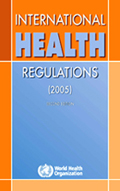 INTERNATIONAL
HEALTH
REGULATIONS
(2005)
World Health
Organization